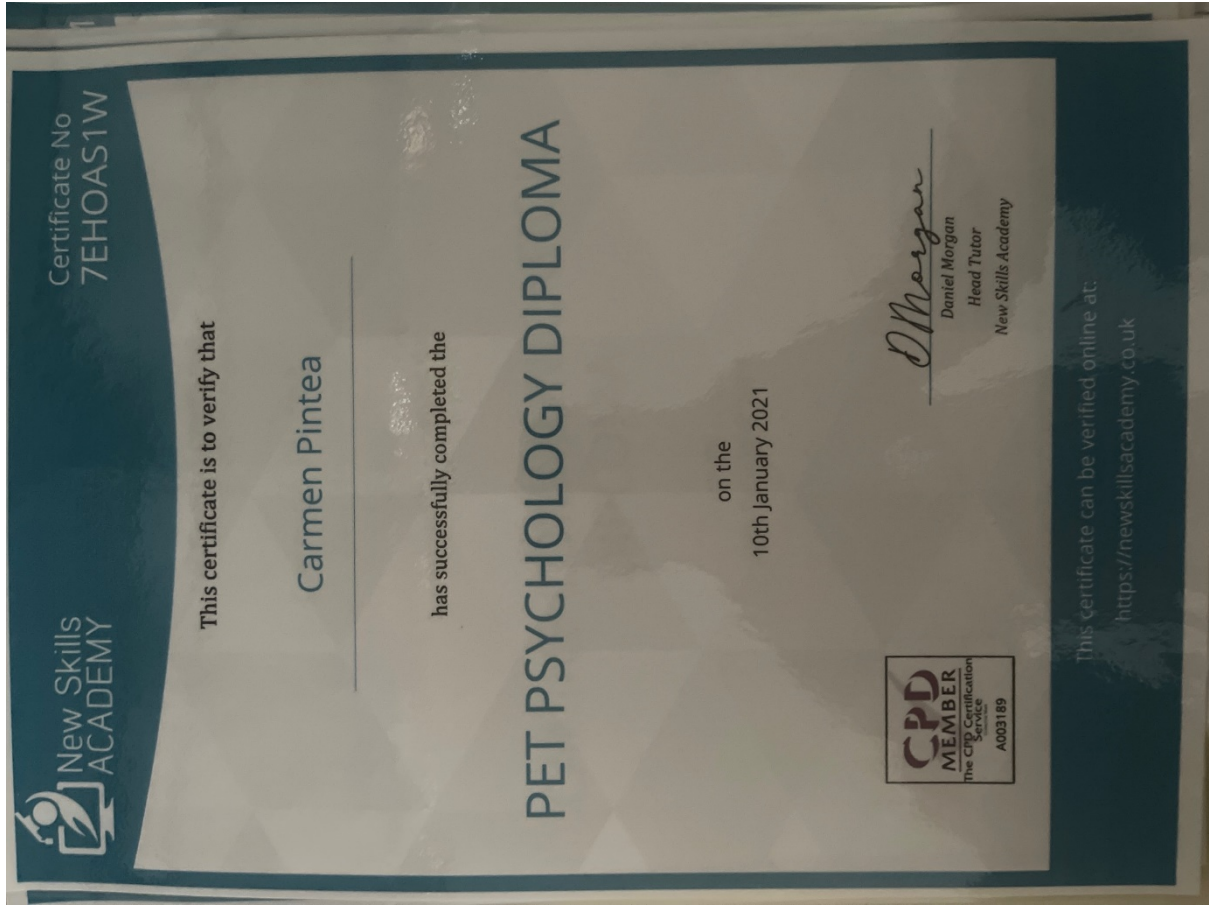 New Skills
ACADEMY
Certificate No
7EHOAS1W
This certificate is to verify that
Carmen Pintea
has successfully completed the
PET PSYCHOLOGY DIPLOMA
on the
10th January 2021
CPD
MEMBER
The CPD Certification
Service
A003189
DMorgan
Daniel Morgan
Head Tutor
New Skills Academy
This certificate can be verified online at:
https://newskillsacademy.co.uk